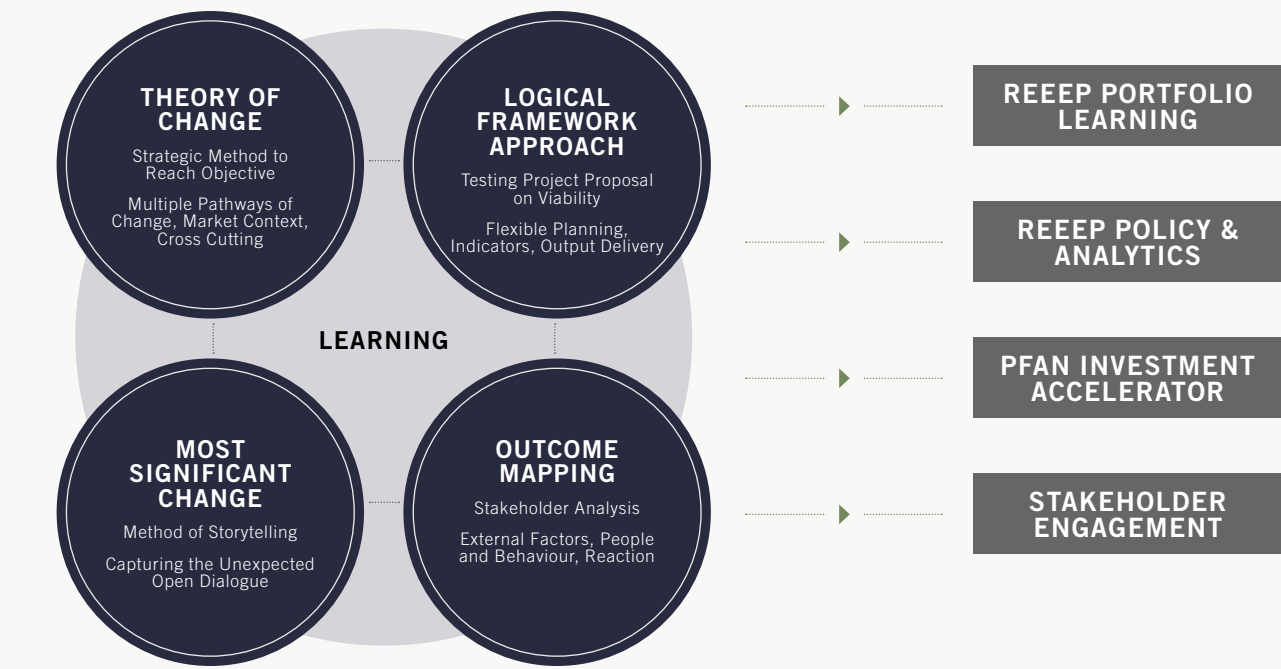 THEORY OF
CHANGE
Strategic Method to
Reach Objective
Multiple Pathways of
Change, Market Context,
Cross Cutting
LOGICAL
FRAMEWORK
APPROACH
Testing Project Proposal
on Viability
Flexible Planning,
Indicators, Output Delivery
LEARNING
MOST
SIGNIFICANT
CHANGE
Method of Storytelling
Capturing the Unexpected
Open Dialogue
OUTCOME
MAPPING
Stakeholder Analysis
External Factors, People
and Behaviour, Reaction
REEEP PORTFOLIO
LEARNING
REEEP POLICY &
ANALYTICS
PFAN INVESTMENT
ACCELERATOR
STAKEHOLDER
ENGAGEMENT